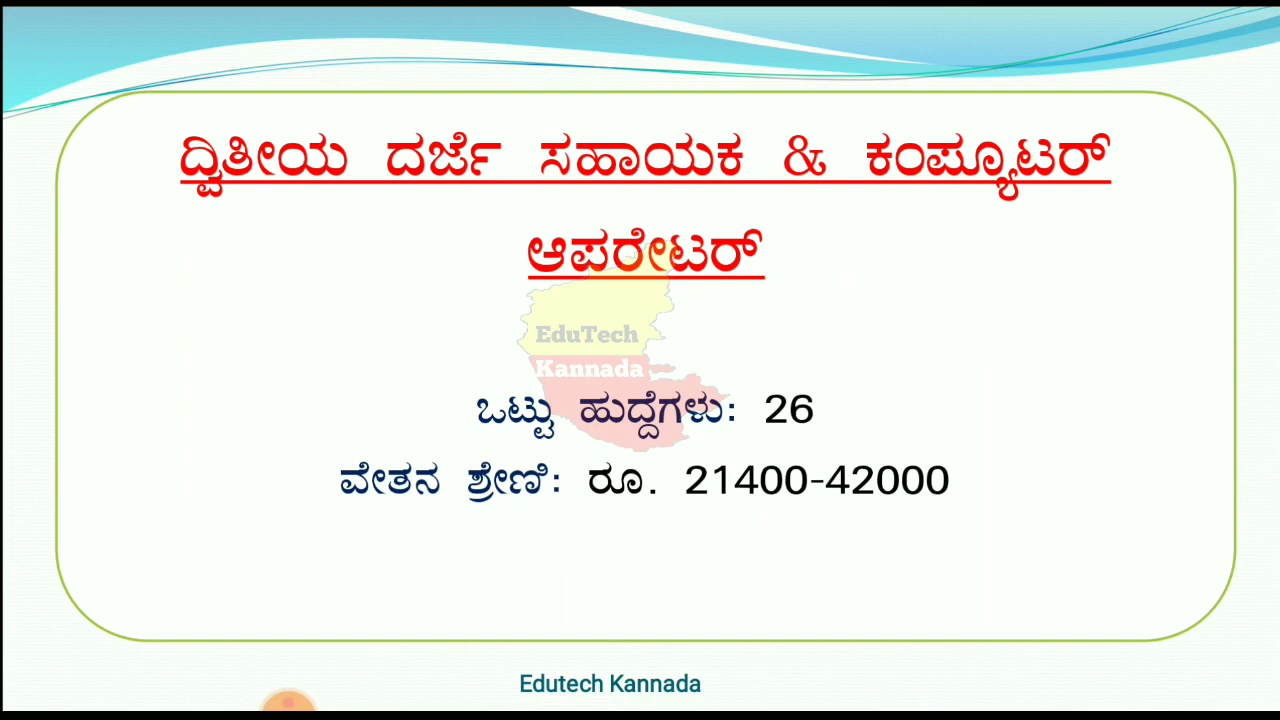 ದ್ವಿತೀಯ ದರ್ಜೆ ಸಹಾಯಕ & ಕಂಪ್ಯೂಟರ್
ಆಪರೇಟರ್
EduTech
Kannada
ಒಟ್ಟು ಹುದ್ದೆಗಳು: 26
ವೇತನ ಶ್ರೇಣಿ: ರೂ. 21400-42000
Edutech Kannada